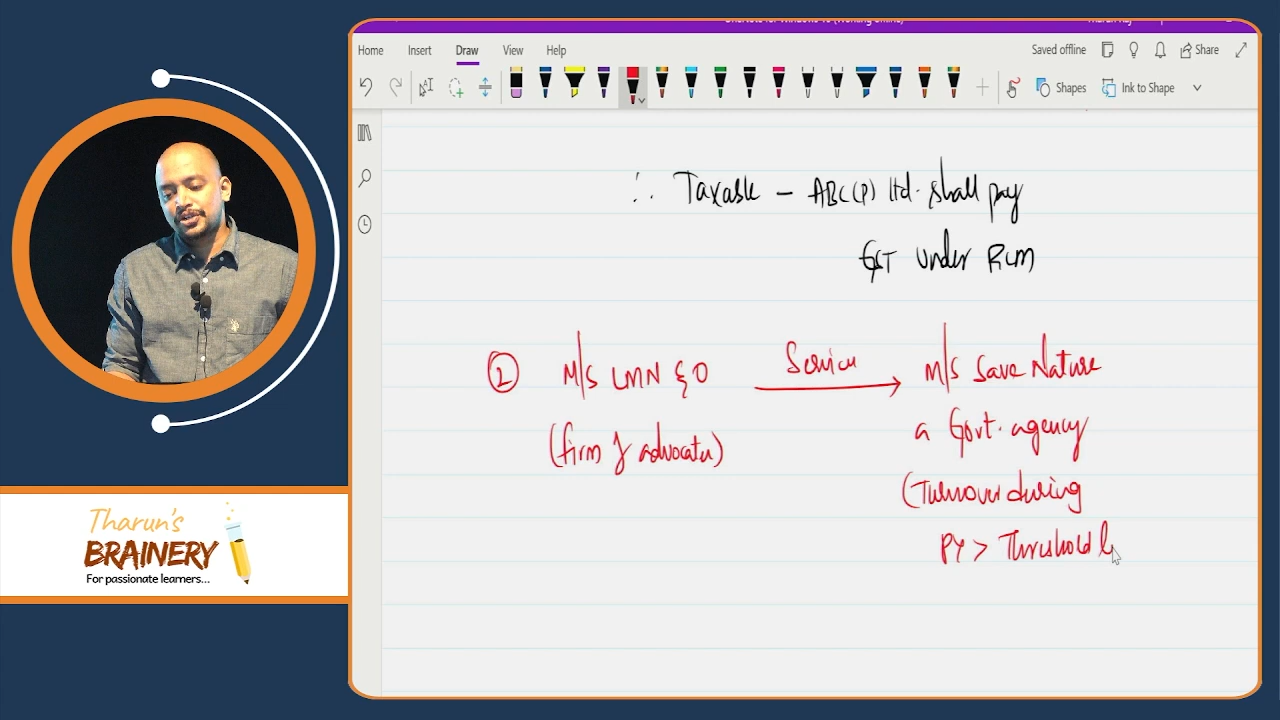 Home Insert Draw View Help
Saved offline
Share
Shapes
Ink to Shape
∴ Taxable - ABC(P) ltd. shall pay
GST under RCM
② M/s LMN & O Service M/s Save Nature
(firm of advocates) a Govt. agency
(Turnover during
PY > Threshold l
Tharun's
BRAINERY
For passionate learners...